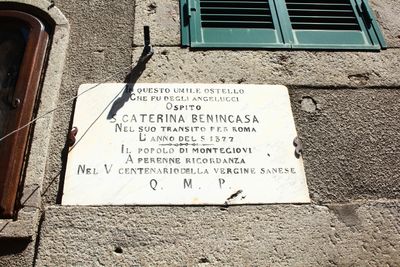 IN QUESTO UMILE OSTELLO
CHE FU DEGLI ANGELUCCI
OSPITÒ
S CATERINA BENINCASA
NEL SUO TRANSITO PER ROMA
L'ANNO DEL S 1377
IL POPOLO DI MONTEGIOVI
A PERENNE RICORDANZA
NEL V CENTENARIO DELLA VERGINE SANESE
Q. M. P.